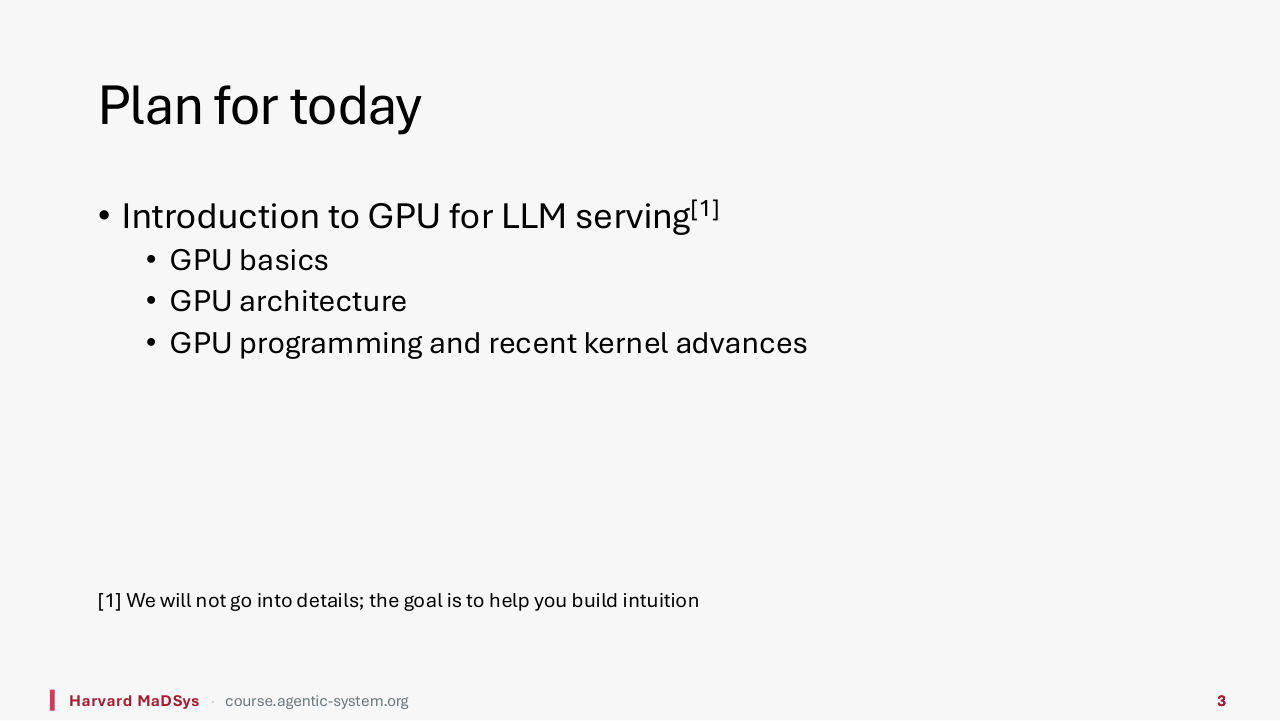 Plan for today
• Introduction to GPU for LLM serving[1]
• GPU basics
• GPU architecture
• GPU programming and recent kernel advances
[1] We will not go into details; the goal is to help you build intuition
Harvard MaDSys · course.agentic-system.org
3